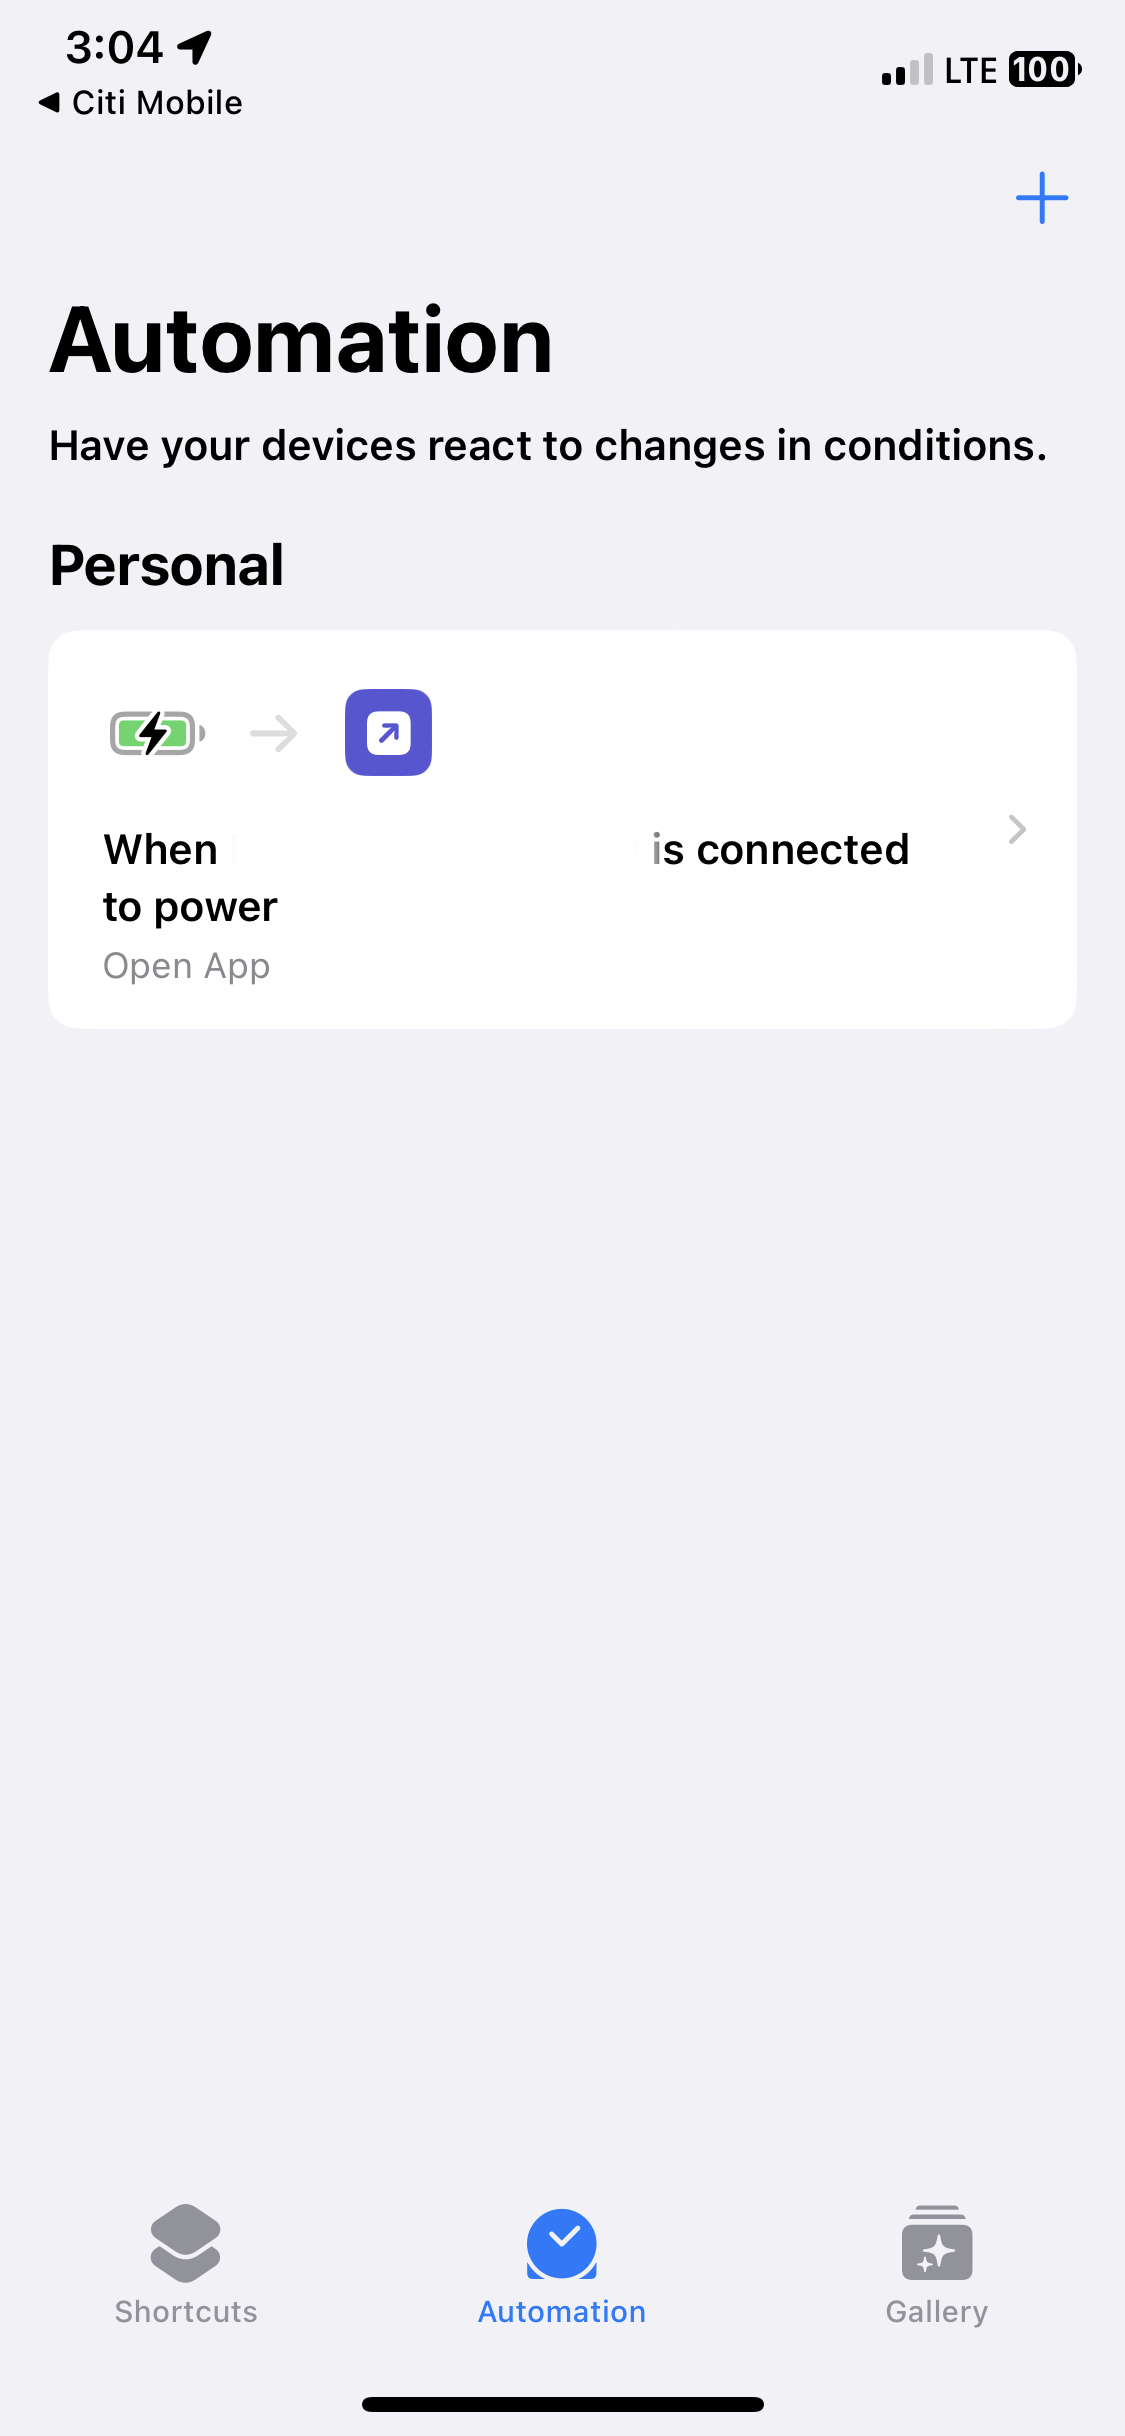 3:04
LTE 100
Citi Mobile
Automation
Have your devices react to changes in conditions.
Personal
When is connected
to power
Open App
Shortcuts
Automation
Gallery